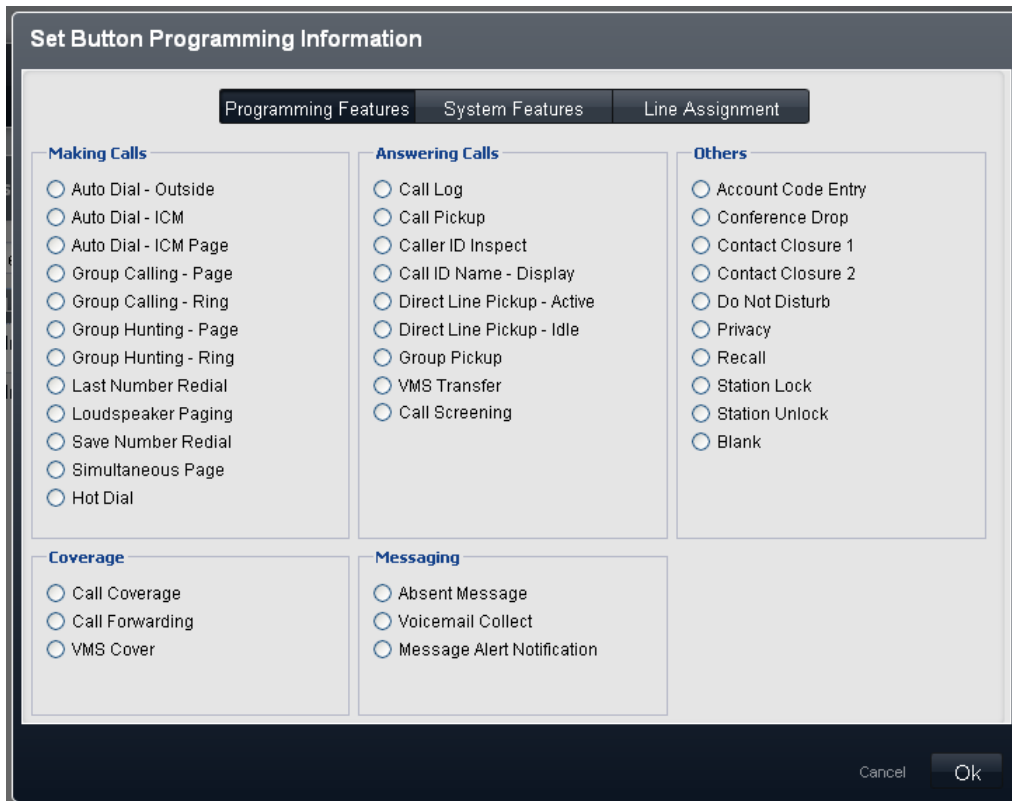 Set Button Programming Information
Programming Features
System Features
Line Assignment
Making Calls
Auto Dial - Outside
Auto Dial - ICM
Auto Dial - ICM Page
Group Calling - Page
Group Calling - Ring
Group Hunting - Page
Group Hunting - Ring
Last Number Redial
Loudspeaker Paging
Save Number Redial
Simultaneous Page
Hot Dial
Answering Calls
Call Log
Call Pickup
Caller ID Inspect
Call ID Name - Display
Direct Line Pickup - Active
Direct Line Pickup - Idle
Group Pickup
VMS Transfer
Call Screening
Others
Account Code Entry
Conference Drop
Contact Closure 1
Contact Closure 2
Do Not Disturb
Privacy
Recall
Station Lock
Station Unlock
Blank
Coverage
Call Coverage
Call Forwarding
VMS Cover
Messaging
Absent Message
Voicemail Collect
Message Alert Notification
Cancel
Ok